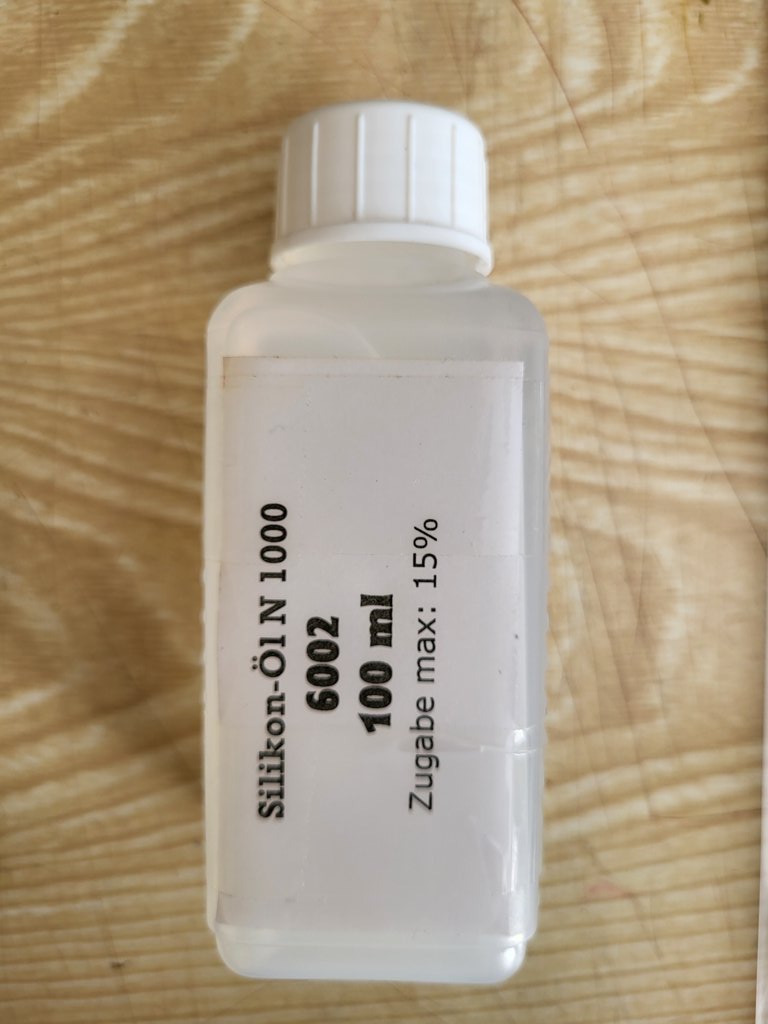 Silikon-Öl N 1000
6002
100 ml
Zugabe max: 15%